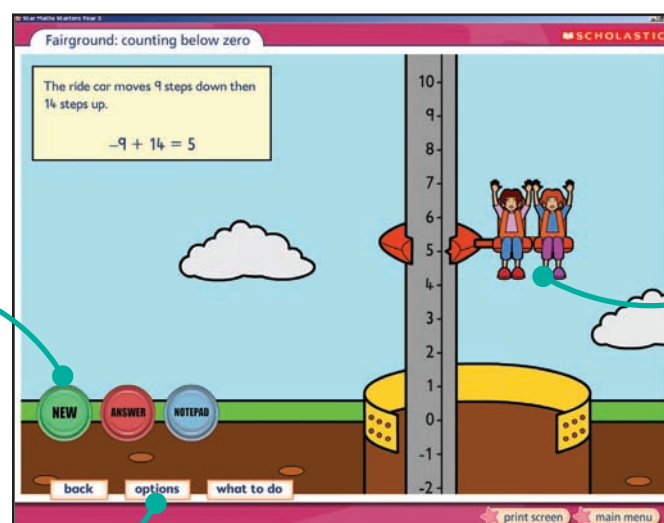 Star Maths Starters Year 5
Fairground: counting below zero
SCHOLASTIC
The ride car moves 9 steps down then
14 steps up.
–9 + 14 = 5
10
9
8
7
6
5
4
3
2
1
0
-1
-2
NEW
ANSWER
NOTEPAD
back
options
what to do
print screen
main menu